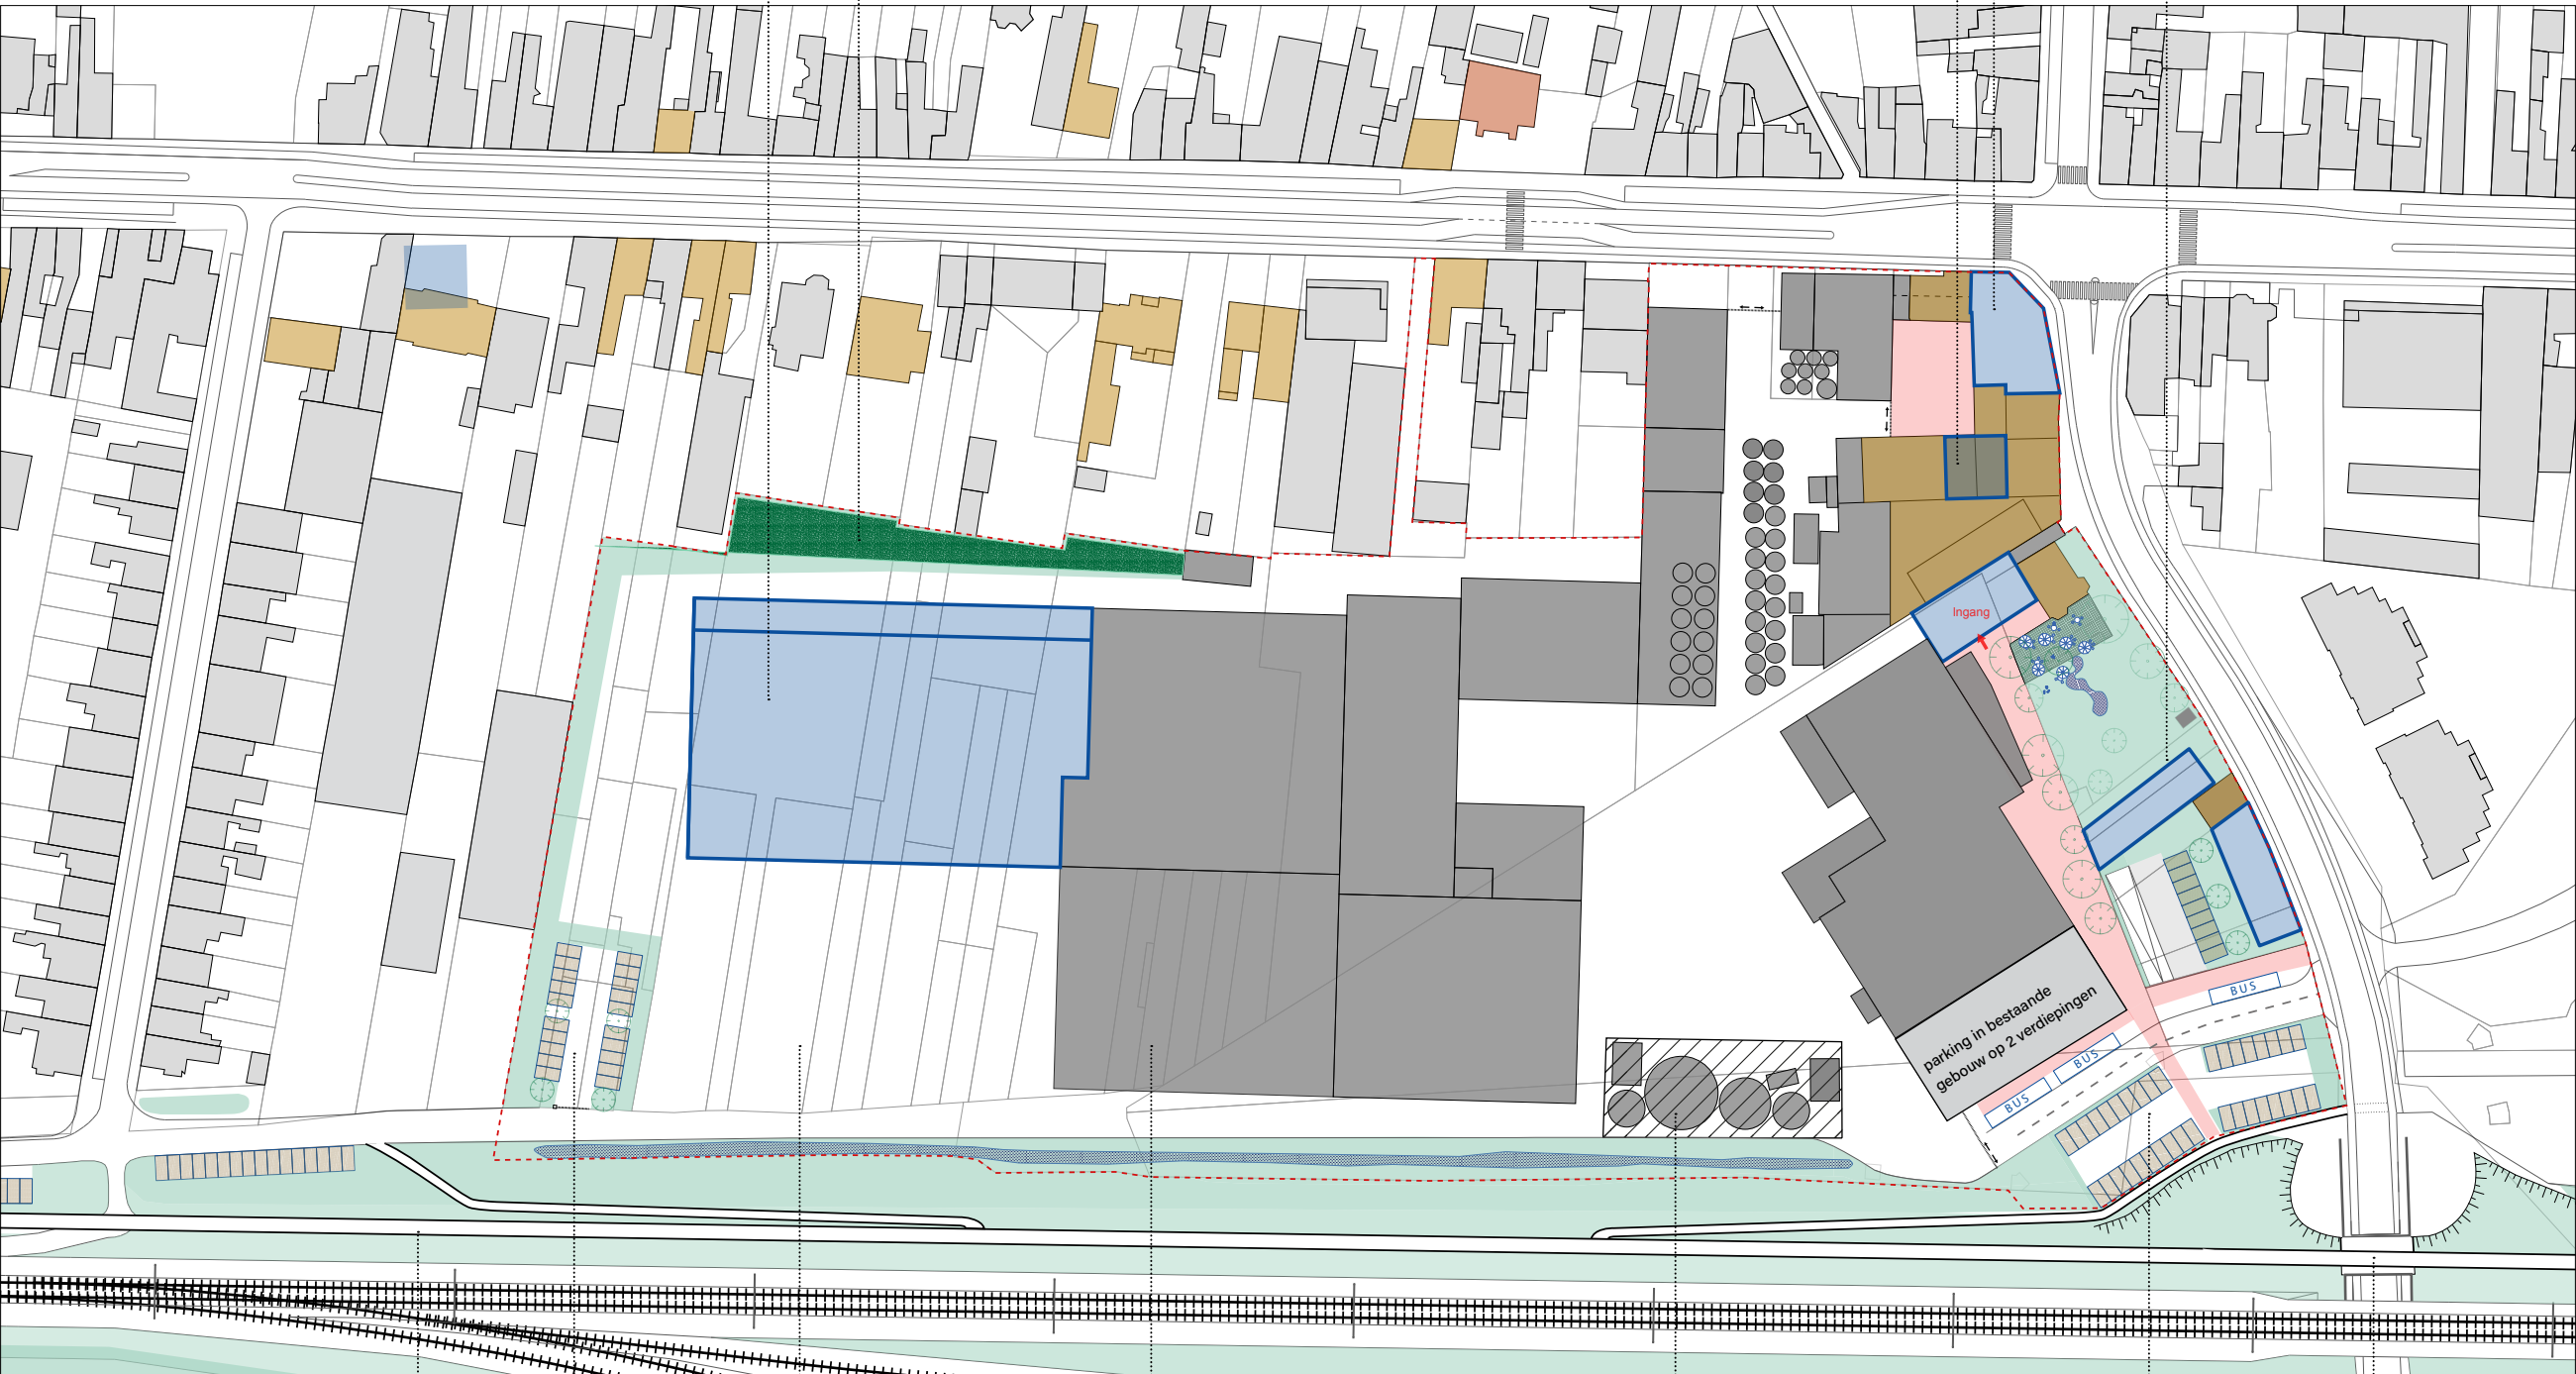 Ingang
BUS
parking in bestaande
gebouw op 2 verdiepingen
BUS
BUS